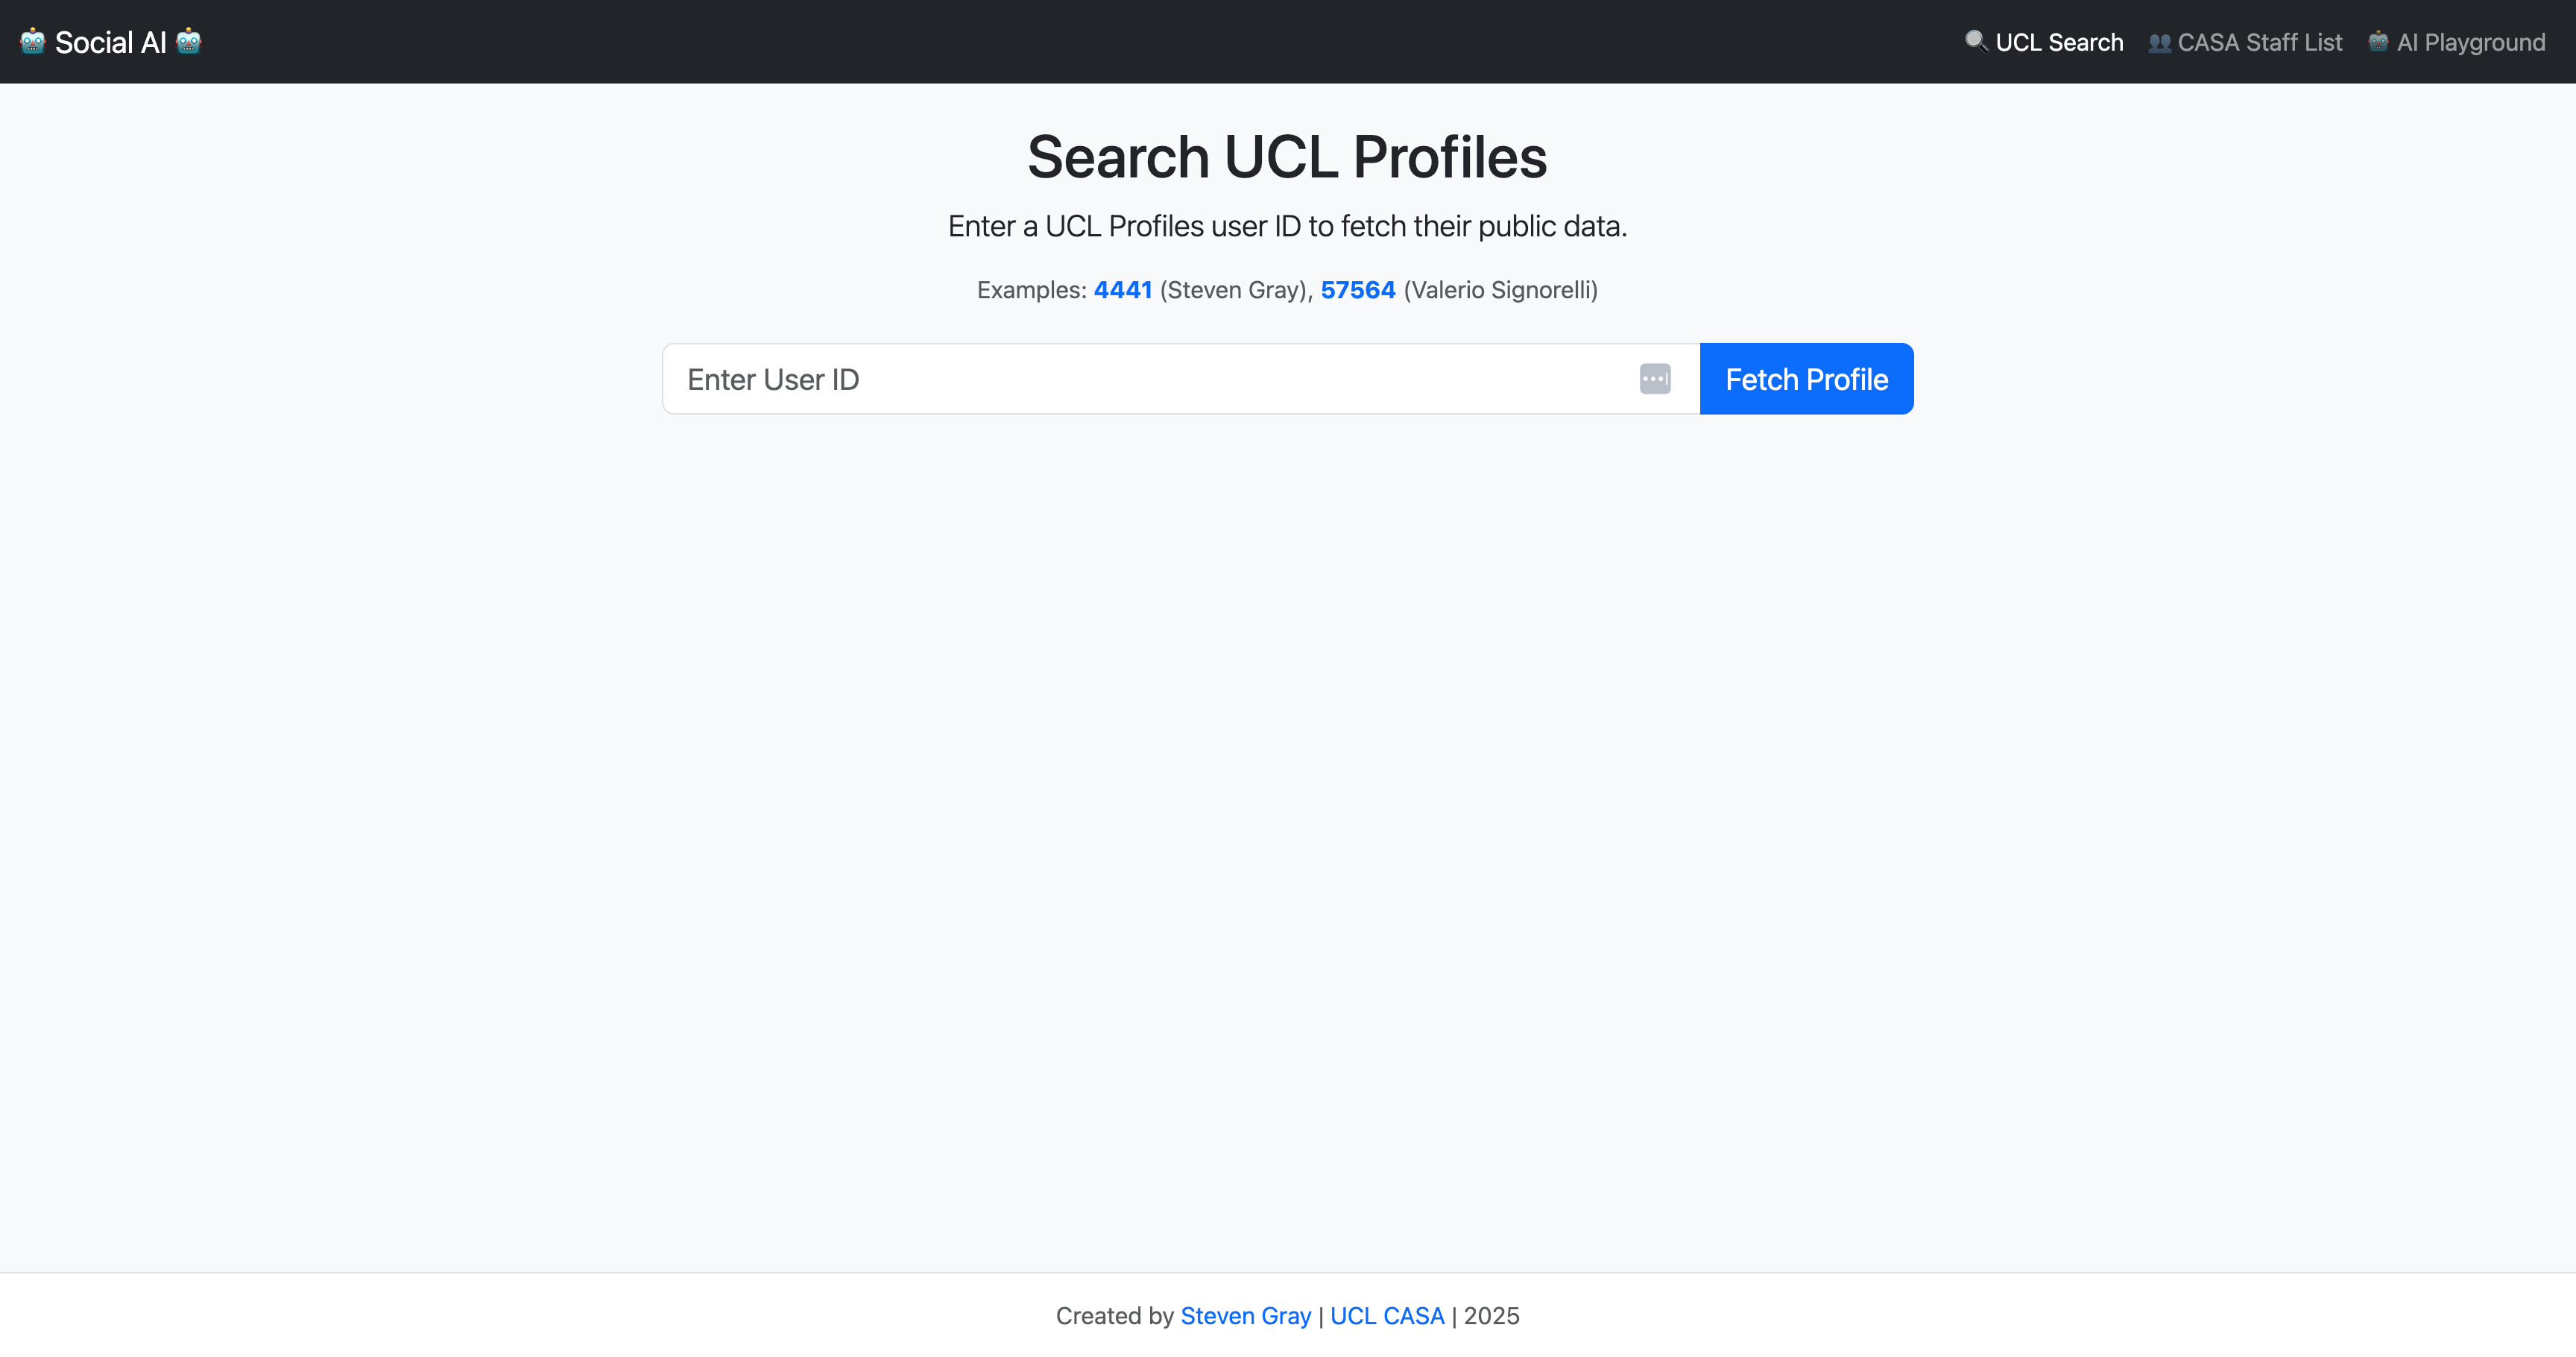 🤖 Social AI 🤖
🔍 UCL Search 👥 CASA Staff List 🤖 AI Playground
Search UCL Profiles
Enter a UCL Profiles user ID to fetch their public data.
Examples: 4441 (Steven Gray), 57564 (Valerio Signorelli)
Enter User ID
Fetch Profile
Created by Steven Gray | UCL CASA | 2025